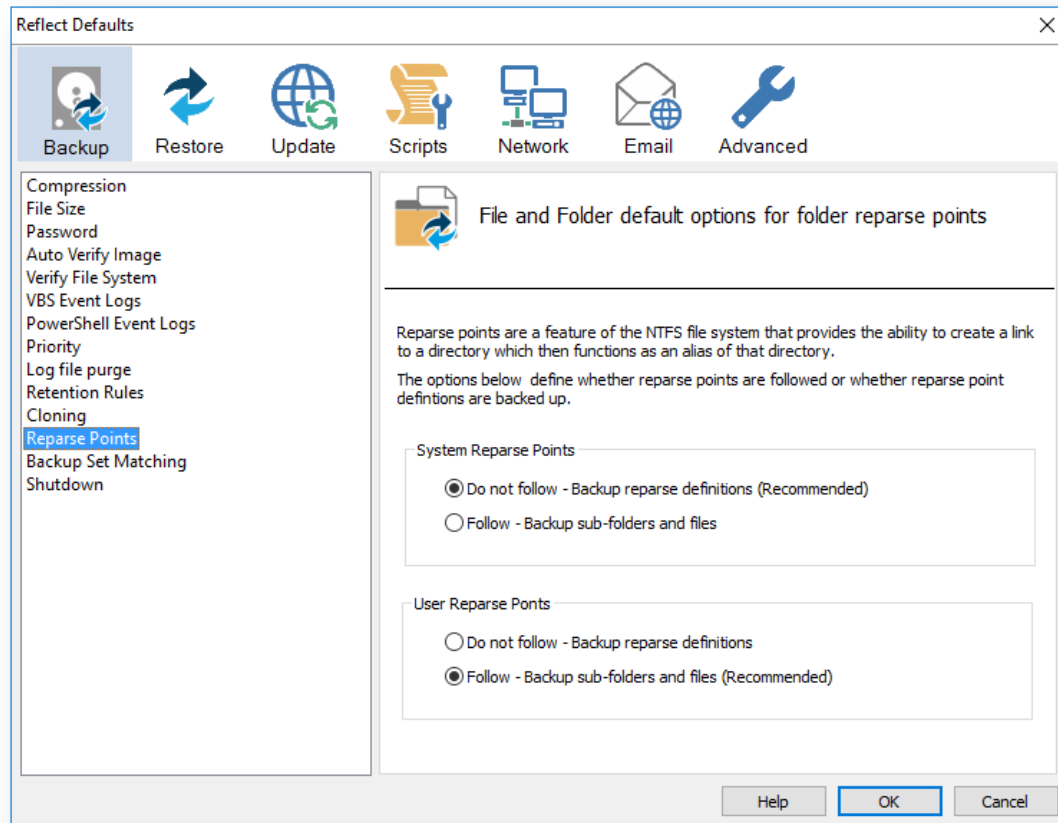 Reflect Defaults
Backup
Restore
Update
Scripts
Network
Email
Advanced
Compression
File Size
Password
Auto Verify Image
Verify File System
VBS Event Logs
PowerShell Event Logs
Priority
Log file purge
Retention Rules
Cloning
Reparse Points
Backup Set Matching
Shutdown
File and Folder default options for folder reparse points
Reparse points are a feature of the NTFS file system that provides the ability to create a link
to a directory which then functions as an alias of that directory.
The options below define whether reparse points are followed or whether reparse point
defintions are backed up.
System Reparse Points
Do not follow - Backup reparse definitions (Recommended)
Follow - Backup sub-folders and files
User Reparse Ponts
Do not follow - Backup reparse definitions
Follow - Backup sub-folders and files (Recommended)
Help
OK
Cancel